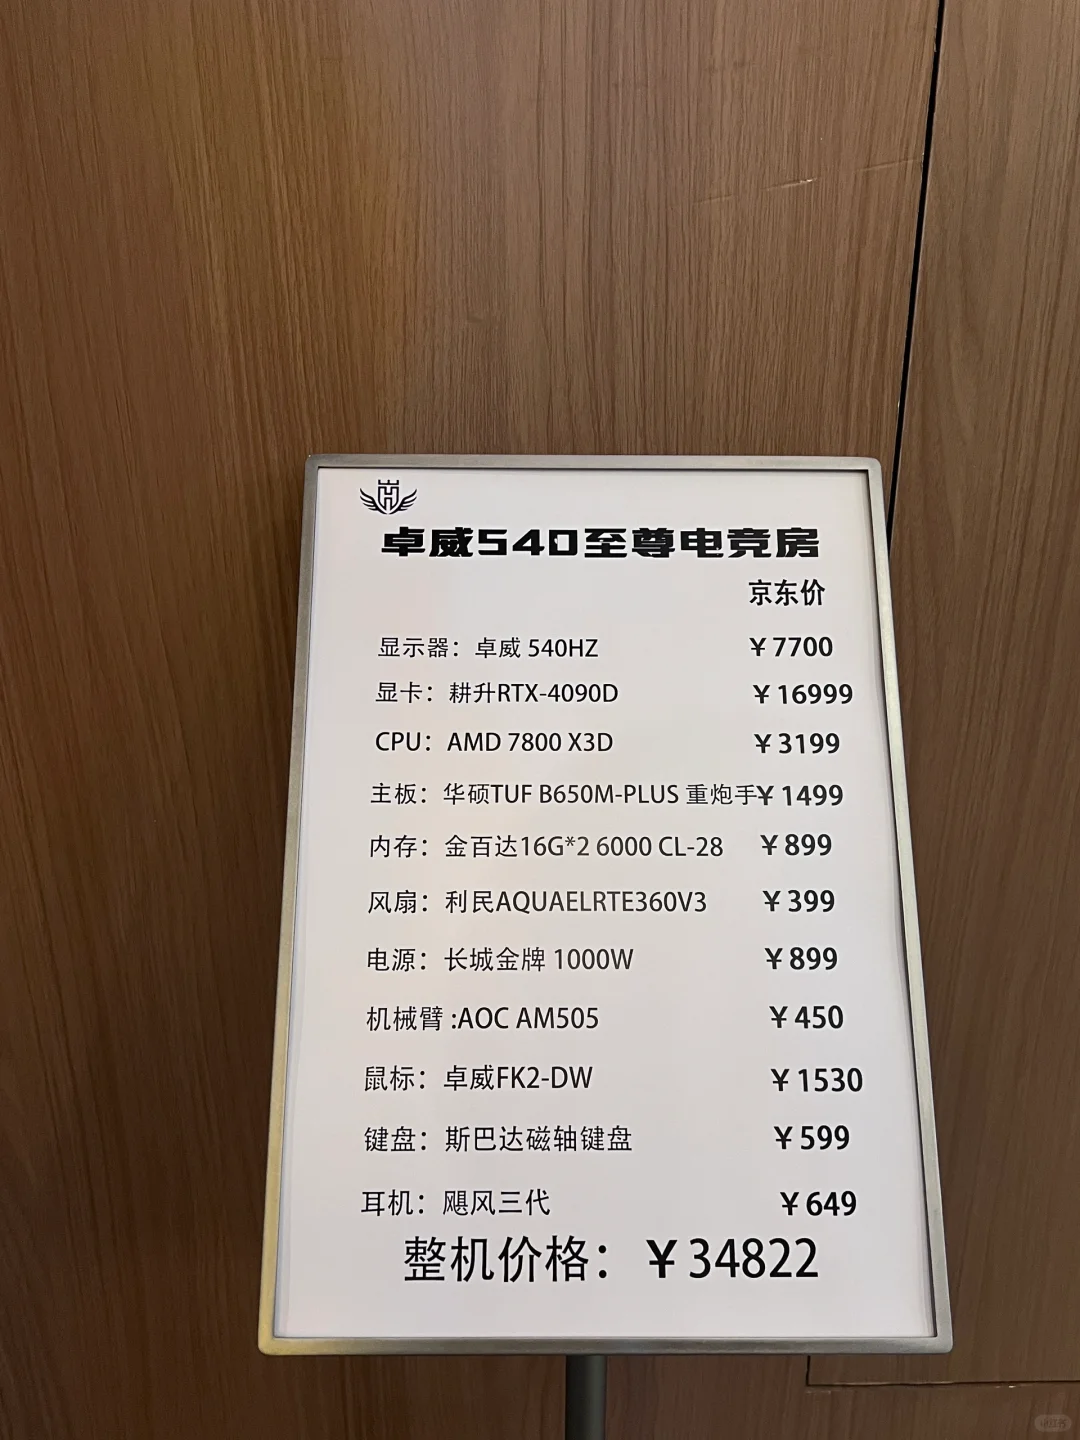 卓威540至尊电竞房
京东价
显示器：卓威 540HZ ￥7700
显卡：耕升RTX-4090D ￥16999
CPU：AMD 7800 X3D ￥3199
主板：华硕TUF B650M-PLUS 重炮手￥1499
内存：金百达16G*2 6000 CL-28 ￥899
风扇：利民AQUAELRTE360V3 ￥399
电源：长城金牌 1000W ￥899
机械臂 :AOC AM505 ￥450
鼠标：卓威FK2-DW ￥1530
键盘：斯巴达磁轴键盘 ￥599
耳机：飓风三代 ￥649
整机价格：￥34822
小红书